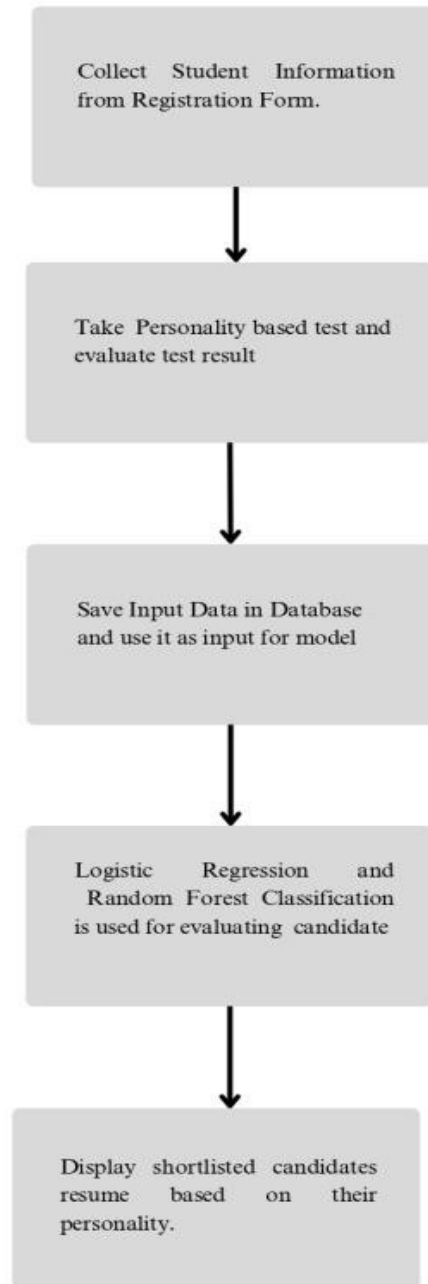 Collect Student Information
from Registration Form.
Take Personality based test and
evaluate test result
Save Input Data in Database
and use it as input for model
Logistic Regression and
Random Forest Classification
is used for evaluating candidate
Display shortlisted candidates
resume based on their
personality.